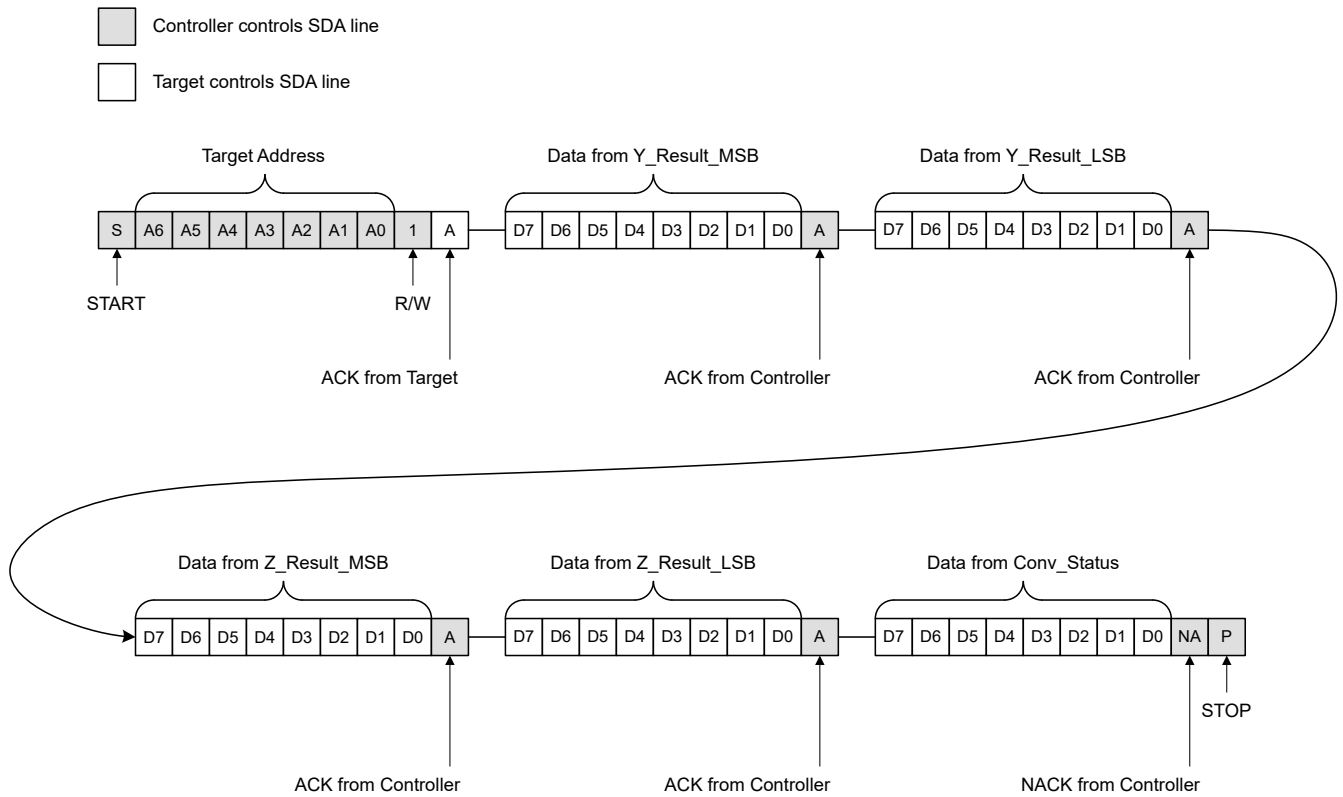 Controller controls SDA line
Target controls SDA line
Target Address
Data from Y_Result_MSB
Data from Y_Result_LSB
S A6 A5 A4 A3 A2 A1 A0 1 A D7 D6 D5 D4 D3 D2 D1 D0 A D7 D6 D5 D4 D3 D2 D1 D0 A
START
R/W
ACK from Target
ACK from Controller
ACK from Controller
Data from Z_Result_MSB
Data from Z_Result_LSB
Data from Conv_Status
D7 D6 D5 D4 D3 D2 D1 D0 A D7 D6 D5 D4 D3 D2 D1 D0 A D7 D6 D5 D4 D3 D2 D1 D0 NA P
STOP
ACK from Controller
ACK from Controller
NACK from Controller